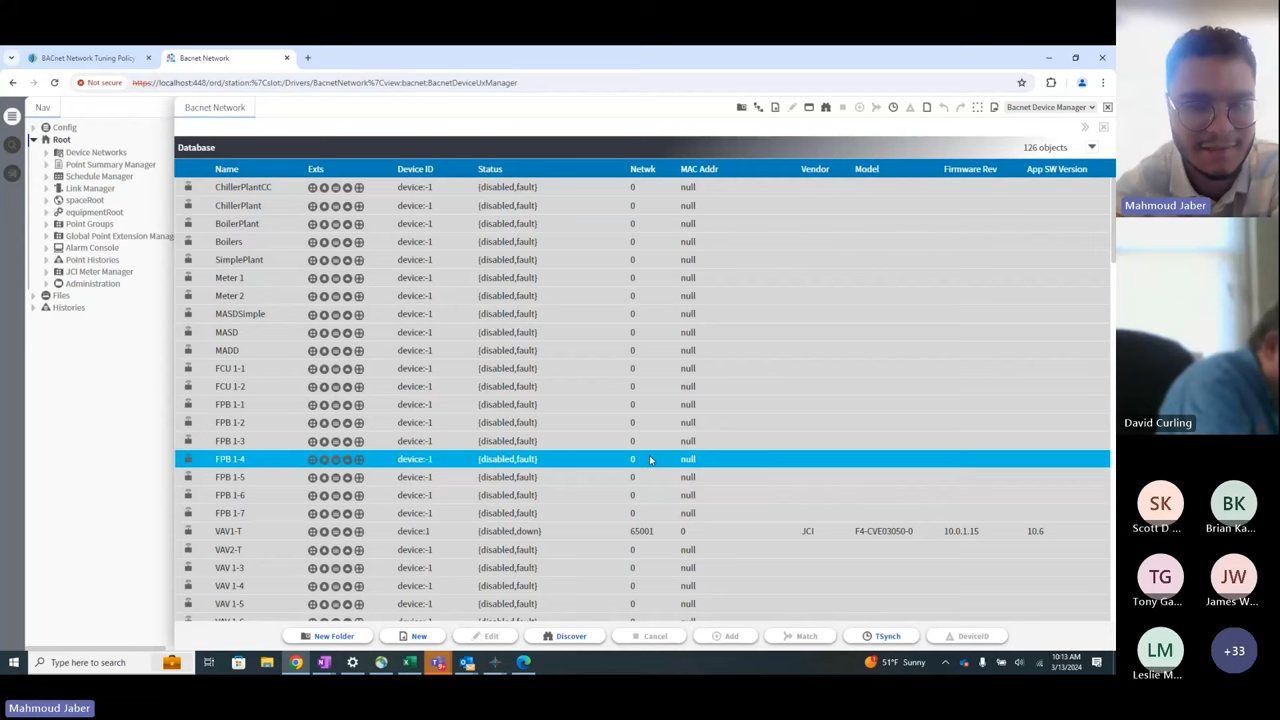 BACnet Network Tuning Policy
Bacnet Network
Not secure
https://localhost:448/ord/station:%7Cslot:/Drivers/BacnetNetwork%7Cview:bacnet:BacnetDeviceUxManager
Nav
Bacnet Network
Bacnet Device Manager
Config
Root
Device Networks
Point Summary Manager
Schedule Manager
Link Manager
spaceRoot
equipmentRoot
Point Groups
Global Point Extension Manag
Alarm Console
Point Histories
JCI Meter Manager
Administration
Files
Histories
Database
126 objects
Name Exts Device ID Status Netwk MAC Addr Vendor Model Firmware Rev App SW Version
ChillerPlantCC device:-1 {disabled,fault} 0 null
ChillerPlant device:-1 {disabled,fault} 0 null
BoilerPlant device:-1 {disabled,fault} 0 null
Boilers device:-1 {disabled,fault} 0 null
SimplePlant device:-1 {disabled,fault} 0 null
Meter 1 device:-1 {disabled,fault} 0 null
Meter 2 device:-1 {disabled,fault} 0 null
MASDSimple device:-1 {disabled,fault} 0 null
MASD device:-1 {disabled,fault} 0 null
MADD device:-1 {disabled,fault} 0 null
FCU 1-1 device:-1 {disabled,fault} 0 null
FCU 1-2 device:-1 {disabled,fault} 0 null
FPB 1-1 device:-1 {disabled,fault} 0 null
FPB 1-2 device:-1 {disabled,fault} 0 null
FPB 1-3 device:-1 {disabled,fault} 0 null
FPB 1-4 device:-1 {disabled,fault} 0 null
FPB 1-5 device:-1 {disabled,fault} 0 null
FPB 1-6 device:-1 {disabled,fault} 0 null
FPB 1-7 device:-1 {disabled,fault} 0 null
VAV1-T device:1 {disabled,down} 65001 0 JCI F4-CVE03050-0 10.0.1.15 10.6
VAV2-T device:-1 {disabled,fault} 0 null
VAV 1-3 device:-1 {disabled,fault} 0 null
VAV 1-4 device:-1 {disabled,fault} 0 null
VAV 1-5 device:-1 {disabled,fault} 0 null
New Folder New Edit Discover Cancel Add Match TSynch DeviceID
Type here to search
51°F Sunny
10:13 AM
3/13/2024
Mahmoud Jaber
David Curling
SK
Scott D ...
BK
Brian Ka...
TG
Tony Ga...
JW
James W...
LM
Leslie M...
+33
Mahmoud Jaber